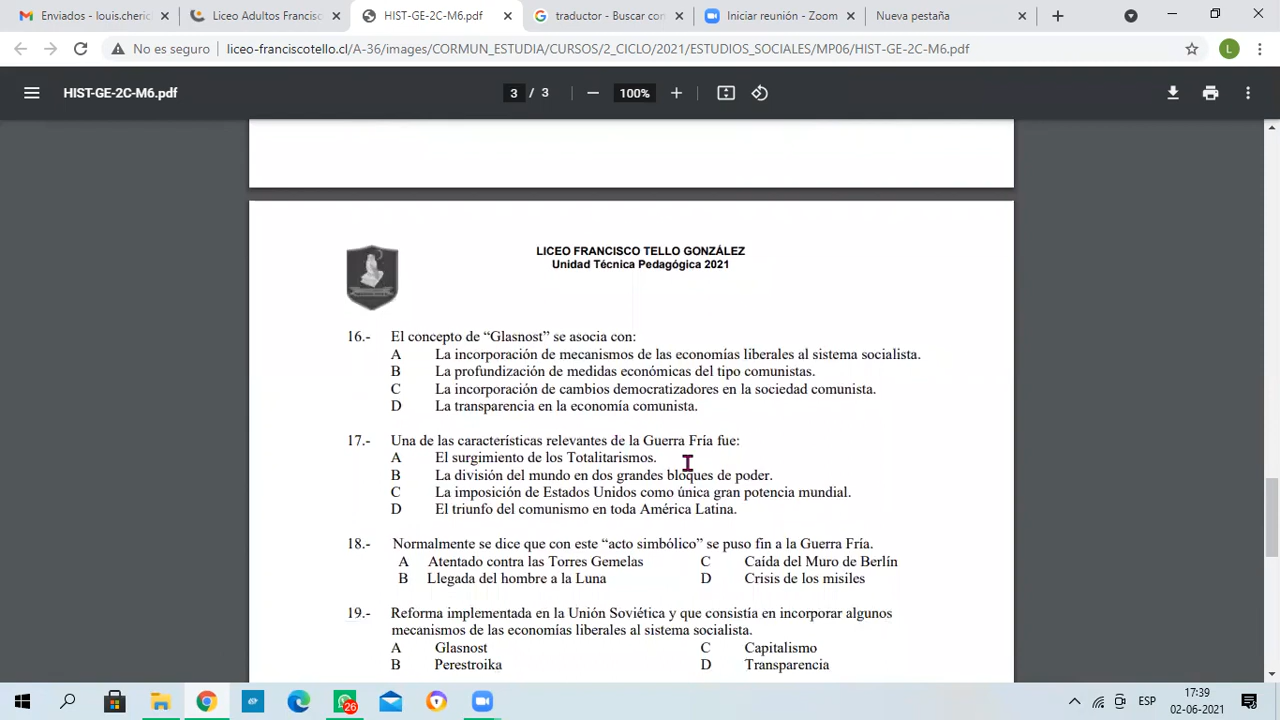 Enviados - louis.cheric
Liceo Adultos Francisc
HIST-GE-2C-M6.pdf
traductor - Buscar con
Iniciar reunión - Zoom
Nueva pestaña
No es seguro
liceo-franciscotello.cl/A-36/images/CORMUN_ESTUDIA/CURSOS/2_CICLO/2021/ESTUDIOS_SOCIALES/MP06/HIST-GE-2C-M6.pdf
L
HIST-GE-2C-M6.pdf
3 / 3
100%
LICEO FRANCISCO TELLO GONZÁLEZ
Unidad Técnica Pedagógica 2021
16.- El concepto de “Glasnost” se asocia con:
A La incorporación de mecanismos de las economías liberales al sistema socialista.
B La profundización de medidas económicas del tipo comunistas.
C La incorporación de cambios democratizadores en la sociedad comunista.
D La transparencia en la economía comunista.
17.- Una de las características relevantes de la Guerra Fría fue:
A El surgimiento de los Totalitarismos.
B La división del mundo en dos grandes bloques de poder.
C La imposición de Estados Unidos como única gran potencia mundial.
D El triunfo del comunismo en toda América Latina.
18.- Normalmente se dice que con este “acto simbólico” se puso fin a la Guerra Fría.
A Atentado contra las Torres Gemelas C Caída del Muro de Berlín
B Llegada del hombre a la Luna D Crisis de los misiles
19.- Reforma implementada en la Unión Soviética y que consistía en incorporar algunos
mecanismos de las economías liberales al sistema socialista.
A Glasnost C Capitalismo
B Perestroika D Transparencia
26
ESP
17:39
02-06-2021